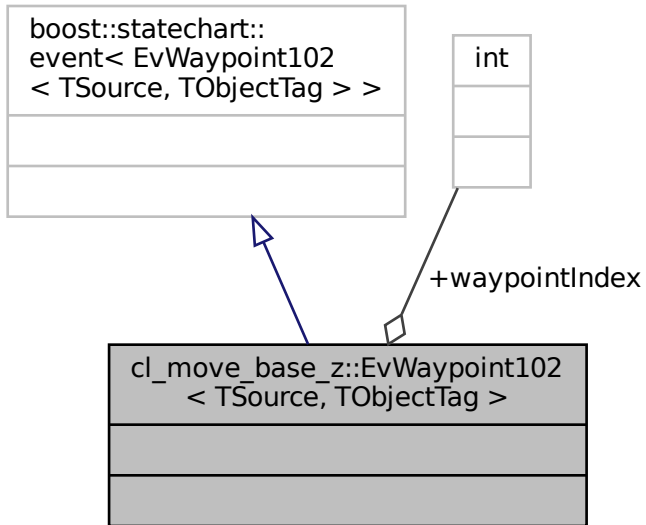 boost::statechart::
event< EvWaypoint102
< TSource, TObjectTag > >
int
+waypointIndex
cl_move_base_z::EvWaypoint102
< TSource, TObjectTag >